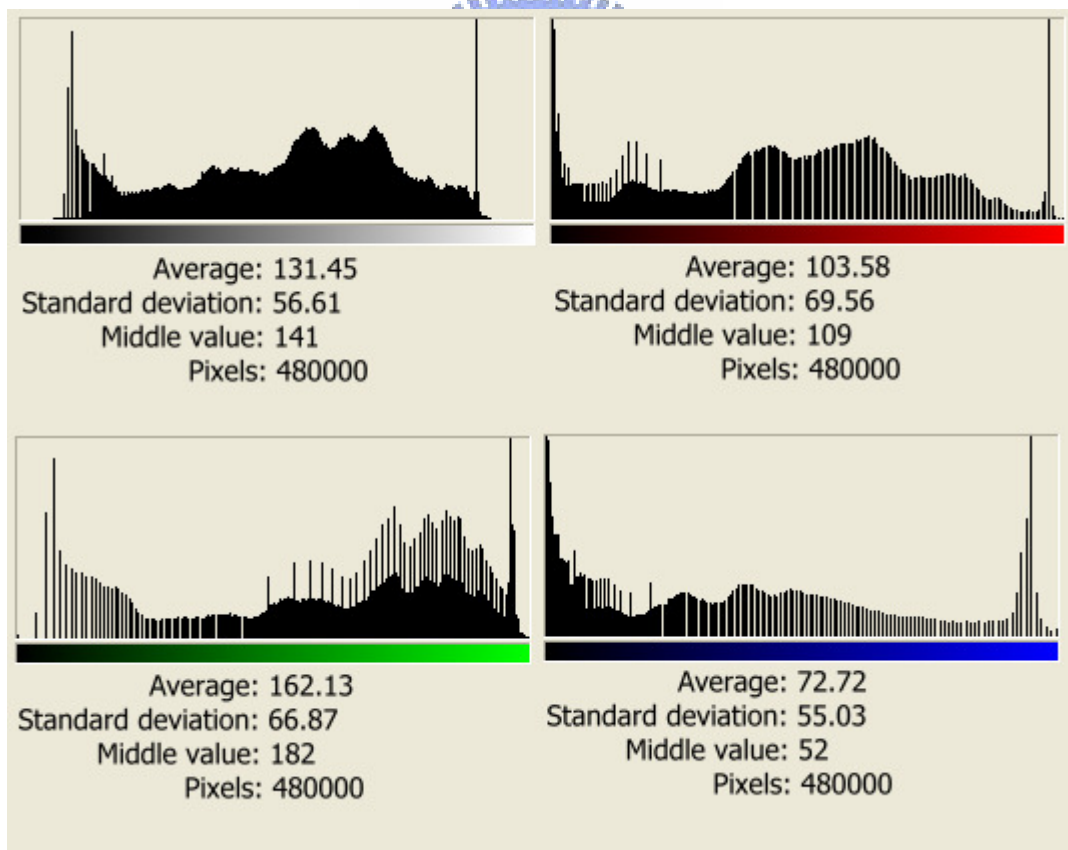 Average: 131.45
Standard deviation: 56.61
Middle value: 141
Pixels: 480000
Average: 103.58
Standard deviation: 69.56
Middle value: 109
Pixels: 480000
Average: 162.13
Standard deviation: 66.87
Middle value: 182
Pixels: 480000
Average: 72.72
Standard deviation: 55.03
Middle value: 52
Pixels: 480000